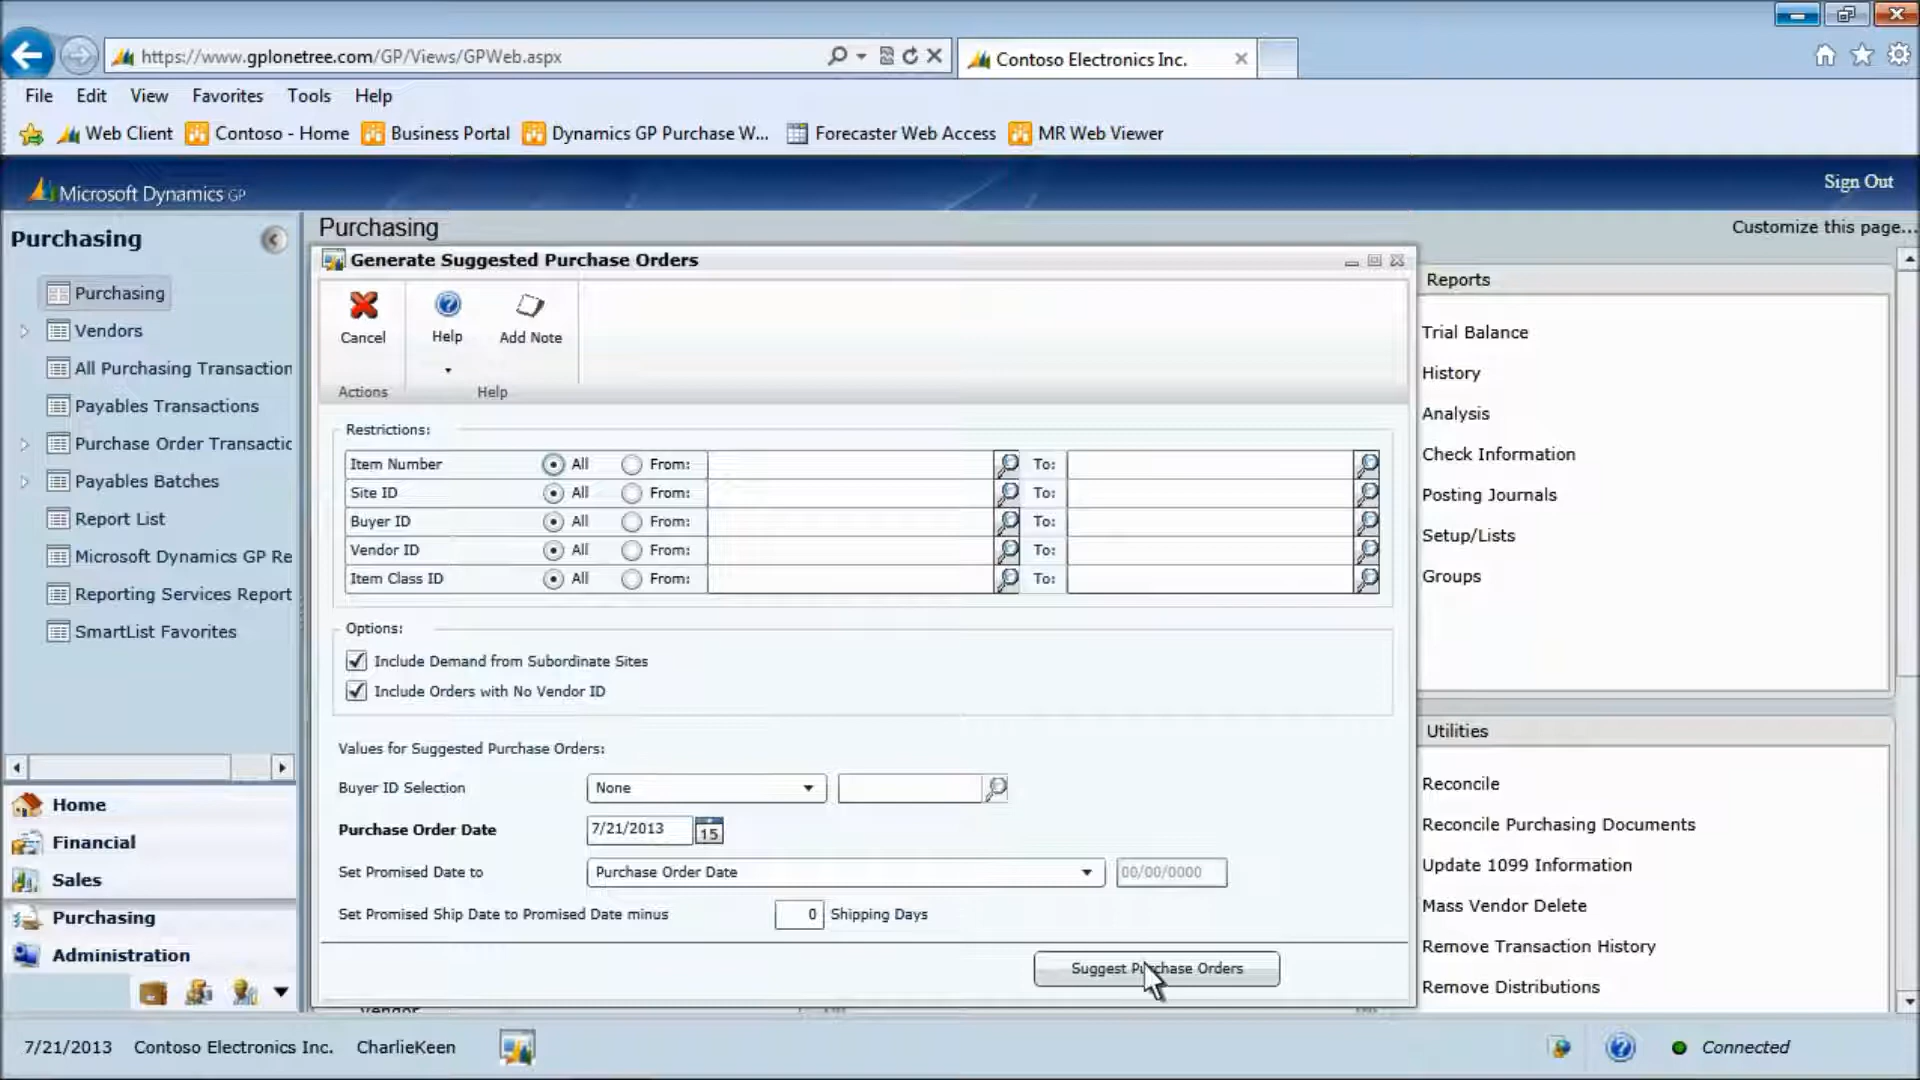 https://www.gplonetree.com/GP/Views/GPWeb.aspx
Contoso Electronics Inc.
File Edit View Favorites Tools Help
Web Client Contoso - Home Business Portal Dynamics GP Purchase W... Forecaster Web Access MR Web Viewer
Microsoft Dynamics GP
Sign Out
Purchasing
Purchasing
Vendors
All Purchasing Transaction
Payables Transactions
Purchase Order Transactic
Payables Batches
Report List
Microsoft Dynamics GP Re
Reporting Services Report
SmartList Favorites
Home
Financial
Sales
Purchasing
Administration
Purchasing
Customize this page...
Generate Suggested Purchase Orders
Cancel Help Add Note
Actions Help
Restrictions:
Item Number All From: To:
Site ID All From: To:
Buyer ID All From: To:
Vendor ID All From: To:
Item Class ID All From: To:
Options:
Include Demand from Subordinate Sites
Include Orders with No Vendor ID
Values for Suggested Purchase Orders:
Buyer ID Selection None
Purchase Order Date 7/21/2013 15
Set Promised Date to Purchase Order Date 00/00/0000
Set Promised Ship Date to Promised Date minus 0 Shipping Days
Suggest Purchase Orders
Reports
Trial Balance
History
Analysis
Check Information
Posting Journals
Setup/Lists
Groups
Utilities
Reconcile
Reconcile Purchasing Documents
Update 1099 Information
Mass Vendor Delete
Remove Transaction History
Remove Distributions
7/21/2013 Contoso Electronics Inc. CharlieKeen
Connected